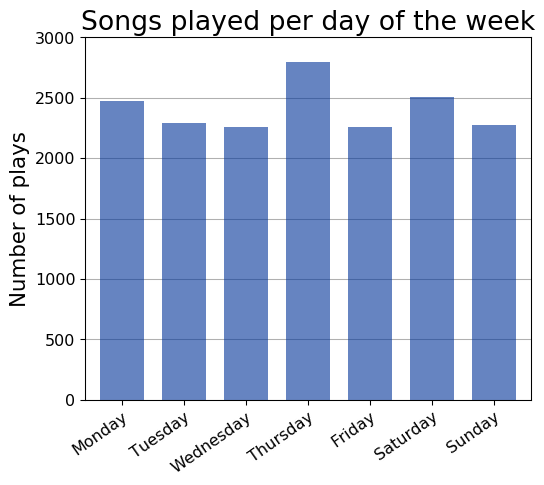 Songs played per day of the week
Number of plays
3000
2500
2000
1500
1000
500
0
Monday
Tuesday
Wednesday
Thursday
Friday
Saturday
Sunday